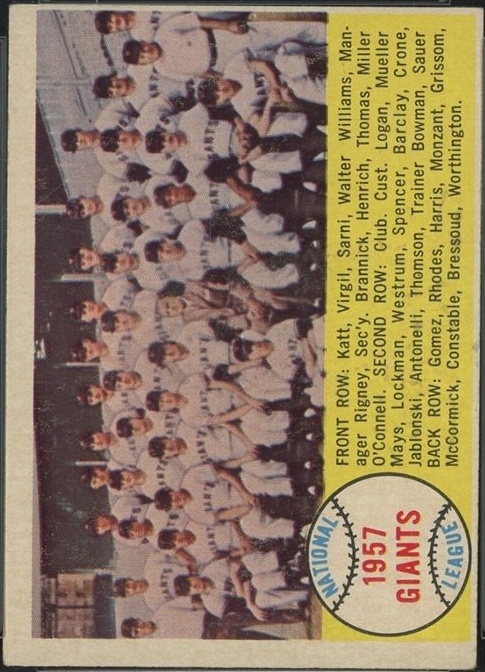 NATIONAL
1957
GIANTS
LEAGUE
FRONT ROW: Katt, Virgil, Sarni, Walter Williams, Man-
ager Rigney, Sec'y. Brannick, Henrich, Thomas, Miller
O'Connell. SECOND ROW: Club. Cust. Logan, Mueller
Mays, Lockman, Westrum, Spencer, Barclay, Crone,
Jablonski, Antonelli, Thomson, Trainer Bowman, Sauer
BACK ROW: Gomez, Rhodes, Harris, Monzant, Grissom,
McCormick, Constable, Bressoud, Worthington.